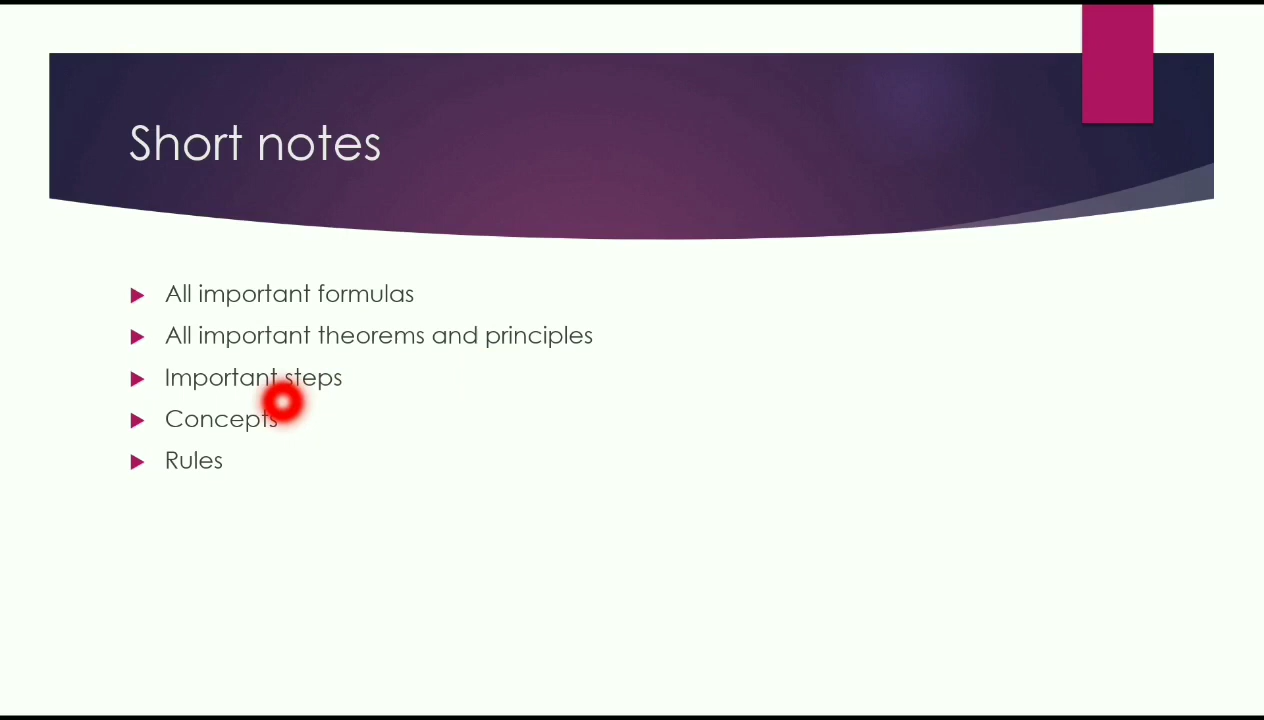 Short notes
All important formulas
All important theorems and principles
Important steps
Concepts
Rules